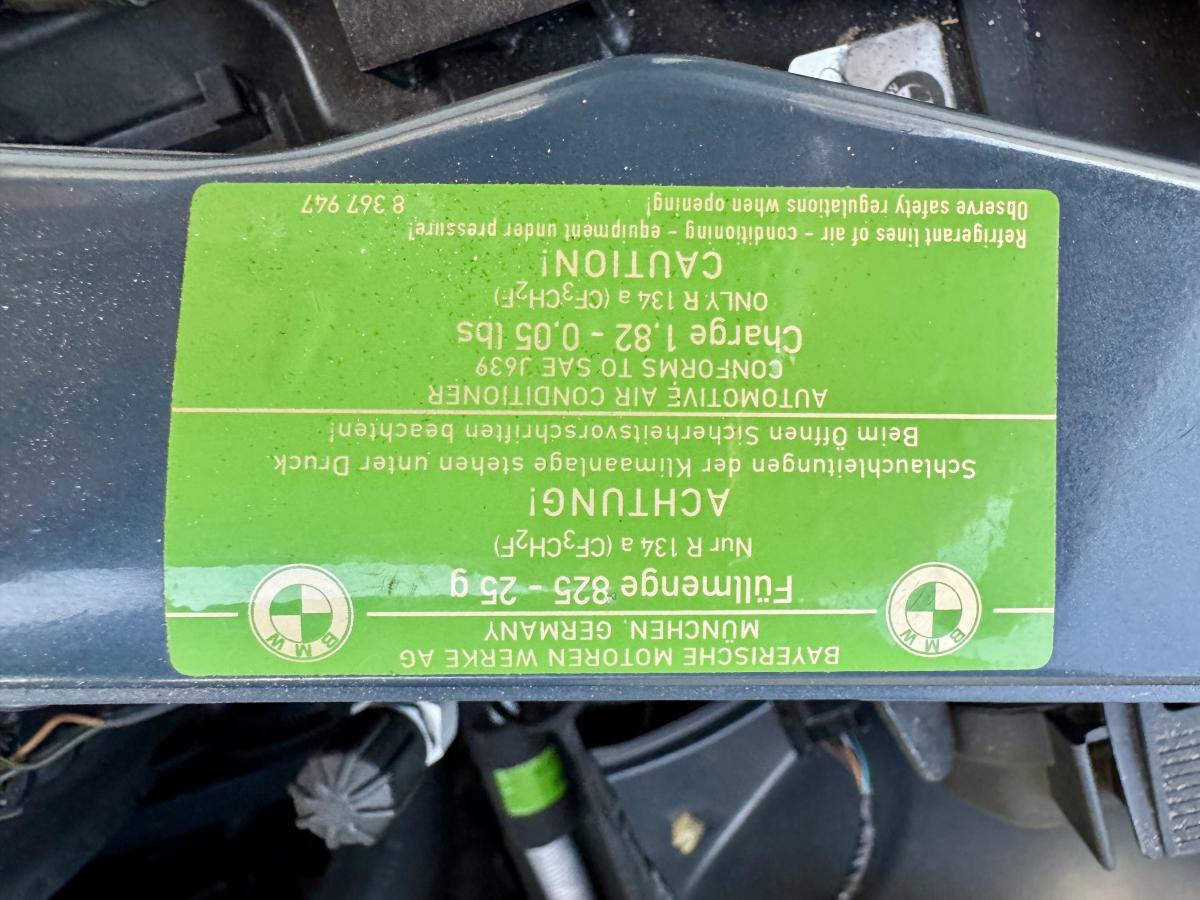 BAYERISCHE MOTOREN WERKE AG
MÜNCHEN, GERMANY
BMW
BMW
Füllmenge 825 - 25 g
Nur R 134 a (CF3CH2F)
ACHTUNG!
Schlauchleitungen der Klimaanlage stehen unter Druck
Beim Öffnen Sicherheitsvorschriften beachten!
AUTOMOTIVE AIR CONDITIONER
CONFORMS TO SAE J639
Charge 1,82 - 0,05 lbs
ONLY R 134 a (CF3CH2F)
CAUTION!
Refrigerant lines of air - conditioning - equipment under pressure!
Observe safety regulations when opening!
8 367 947